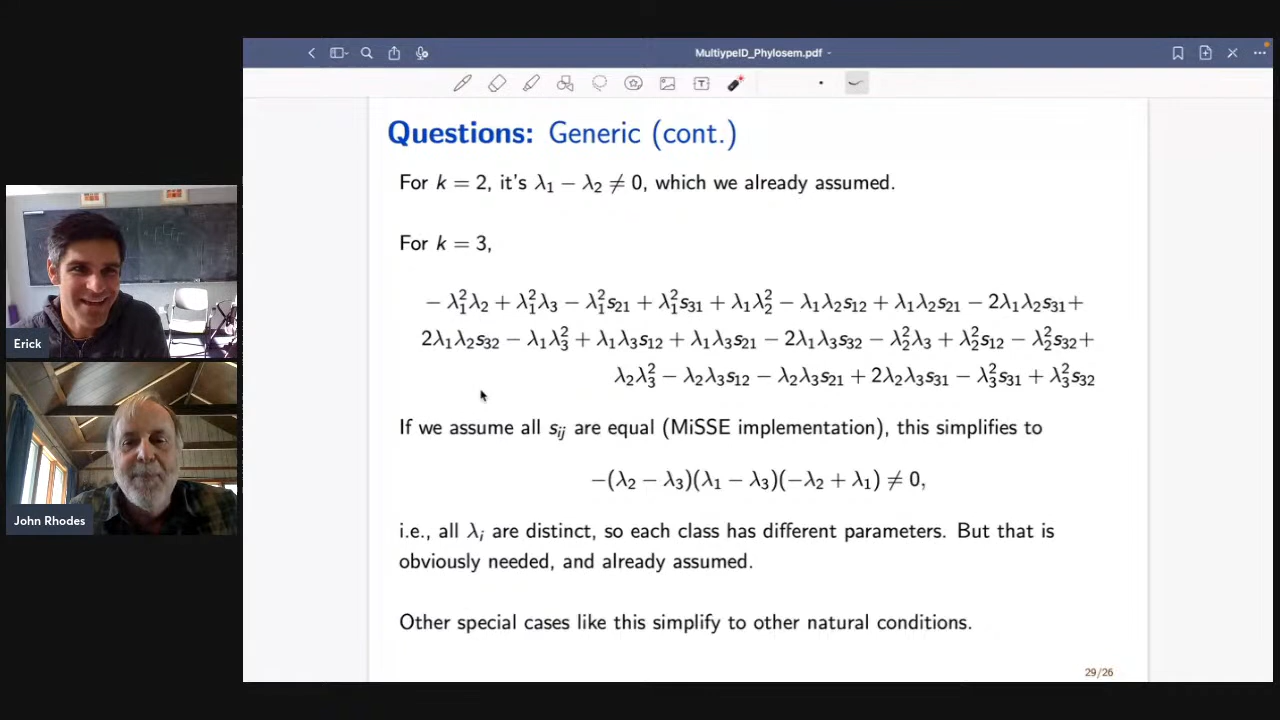 MultiypeID_Phylosem.pdf
Questions: Generic (cont.)
For k = 2, it's λ₁ − λ₂ ≠ 0, which we already assumed.
For k = 3,
− λ₁²λ₂ + λ₁²λ₃ − λ₁²s₂₁ + λ₁²s₃₁ + λ₁λ₂² − λ₁λ₂s₁₂ + λ₁λ₂s₂₁ − 2λ₁λ₂s₃₁+
2λ₁λ₂s₃₂ − λ₁λ₃² + λ₁λ₃s₁₂ + λ₁λ₃s₂₁ − 2λ₁λ₃s₃₂ − λ₂²λ₃ + λ₂²s₁₂ − λ₂²s₃₂+
λ₂λ₃² − λ₂λ₃s₁₂ − λ₂λ₃s₂₁ + 2λ₂λ₃s₃₁ − λ₃²s₃₁ + λ₃²s₃₂
If we assume all sᵢⱼ are equal (MiSSE implementation), this simplifies to
−(λ₂ − λ₃)(λ₁ − λ₃)(−λ₂ + λ₁) ≠ 0,
i.e., all λᵢ are distinct, so each class has different parameters. But that is
obviously needed, and already assumed.
Other special cases like this simplify to other natural conditions.
29/26
Erick
John Rhodes